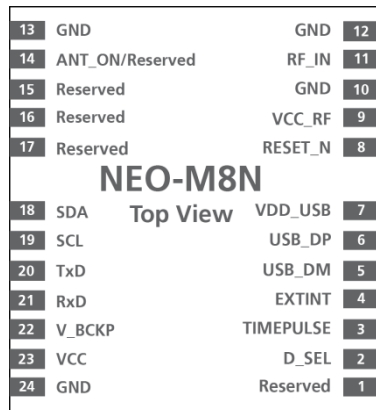 13 GND GND 12
14 ANT_ON/Reserved RF_IN 11
15 Reserved GND 10
16 Reserved VCC_RF 9
17 Reserved RESET_N 8
NEO-M8N
Top View
18 SDA VDD_USB 7
19 SCL USB_DP 6
20 TxD USB_DM 5
21 RxD EXTINT 4
22 V_BCKP TIMEPULSE 3
23 VCC D_SEL 2
24 GND Reserved 1